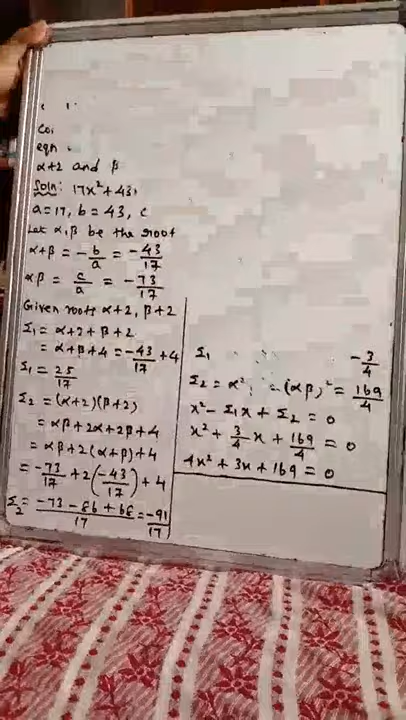 Coi
eqn
α+2 and β
Soln: 17x² + 43x
a=17, b=43, c
Let α, β be the root
α+β = -b/a = -43/17
αβ = c/a = -73/17
Given roots α+2, β+2
Σ₁ = α+2+β+2
= α+β+4 = -43/17 + 4
Σ₁ = 25/17
Σ₂ = (α+2)(β+2)
= αβ+2α+2β+4
= αβ+2(α+β)+4
= -73/17 + 2(-43/17) + 4
Σ₂ = -73-86+68/17 = -91/17
Σ₁ -3/4
Σ₂ = α² = (αβ)² = 169/4
x² - Σ₁x + Σ₂ = 0
x² + 3/4 x + 169/4 = 0
4x² + 3x + 169 = 0